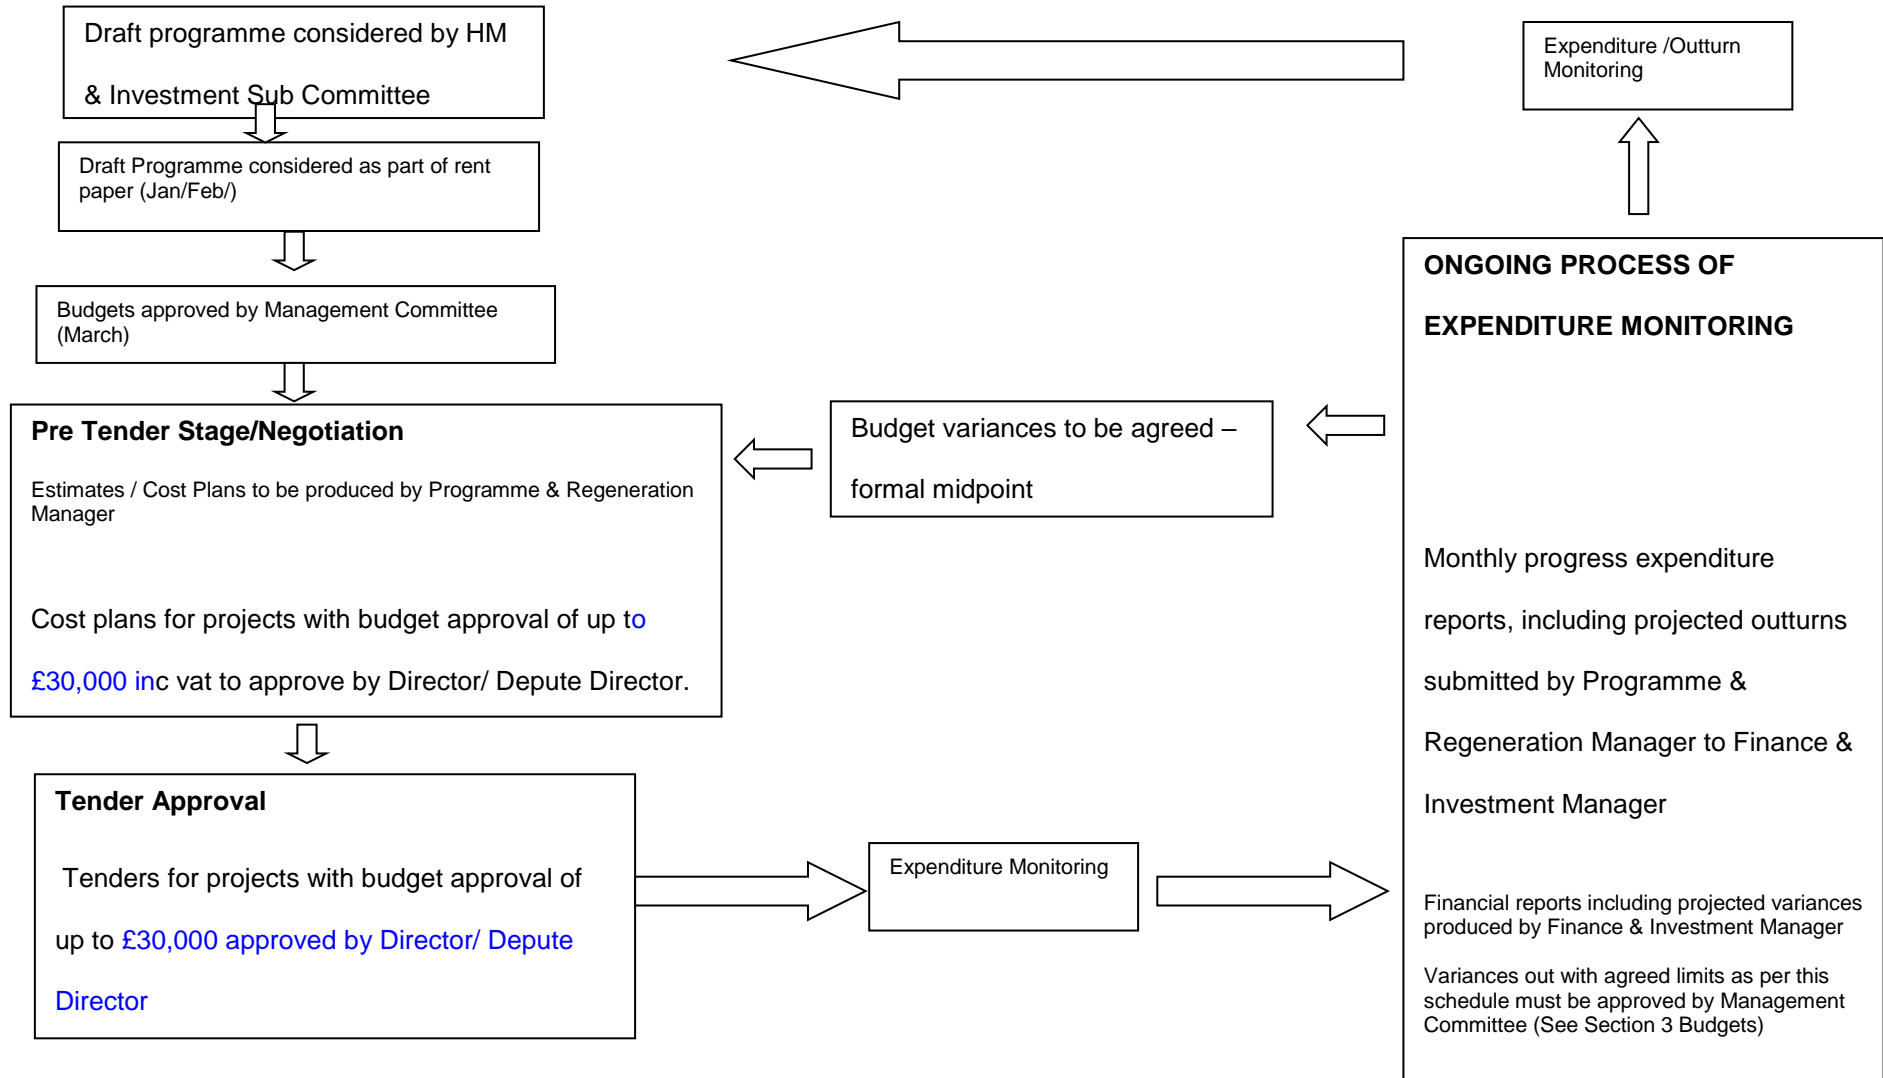 Draft programme considered by HM
& Investment Sub Committee
Draft Programme considered as part of rent
paper (Jan/Feb/)
Budgets approved by Management Committee
(March)
Pre Tender Stage/Negotiation
Estimates / Cost Plans to be produced by Programme & Regeneration
Manager
Cost plans for projects with budget approval of up to
£30,000 inc vat to approve by Director/ Depute Director.
Tender Approval
Tenders for projects with budget approval of
up to £30,000 approved by Director/ Depute
Director
Expenditure Monitoring
Budget variances to be agreed –
formal midpoint
Expenditure /Outturn
Monitoring
ONGOING PROCESS OF
EXPENDITURE MONITORING
Monthly progress expenditure
reports, including projected outturns
submitted by Programme &
Regeneration Manager to Finance &
Investment Manager
Financial reports including projected variances
produced by Finance & Investment Manager
Variances out with agreed limits as per this
schedule must be approved by Management
Committee (See Section 3 Budgets)